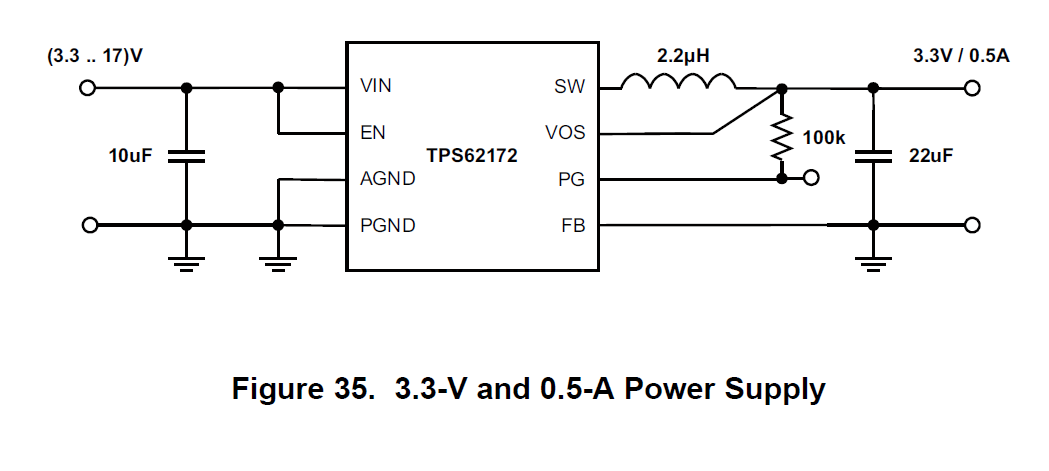 (3.3 .. 17)V
2.2µH
3.3V / 0.5A
VIN
SW
EN
VOS
10uF
TPS62172
100k
22uF
AGND
PG
PGND
FB
Figure 35. 3.3-V and 0.5-A Power Supply